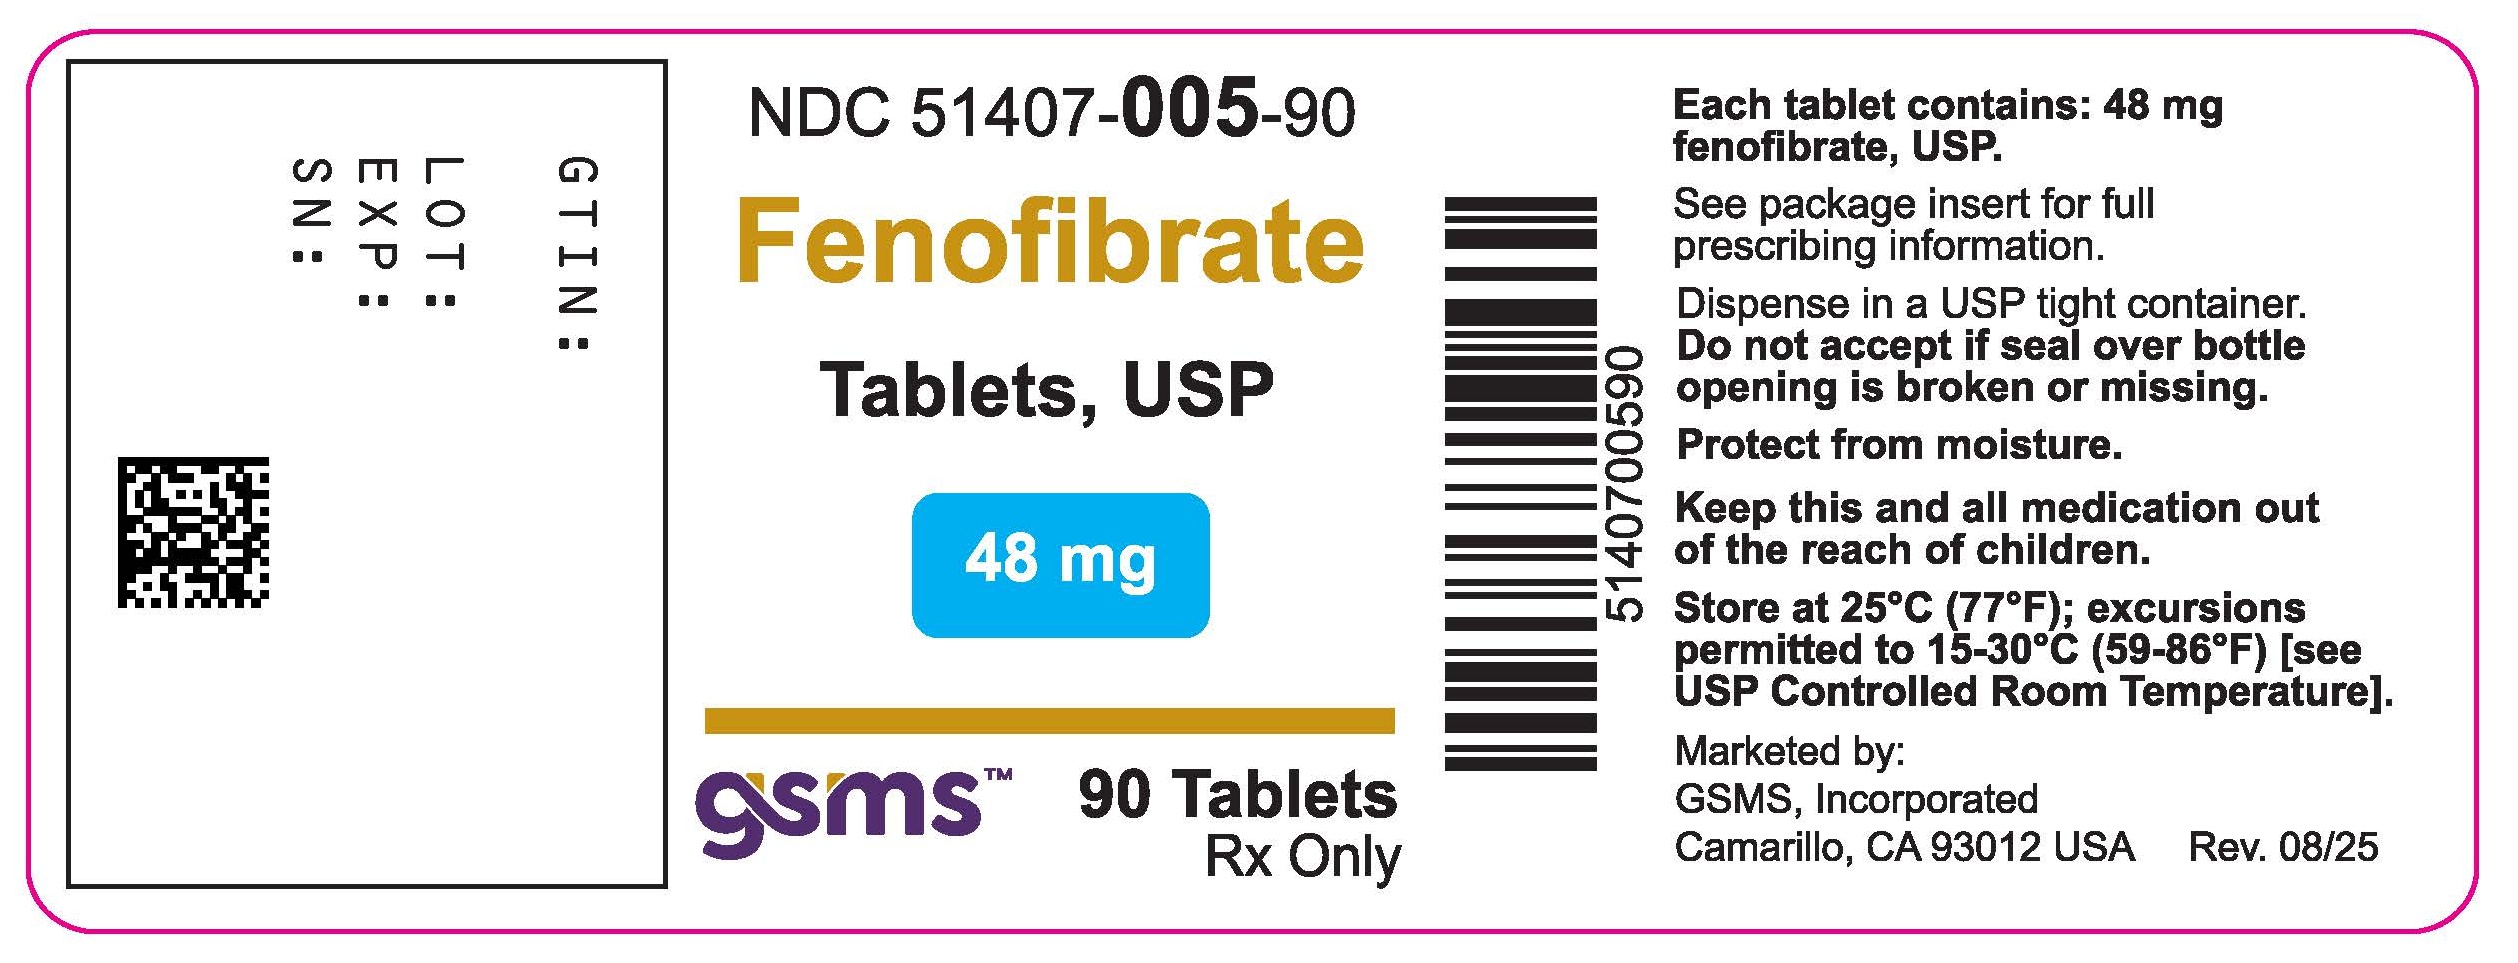 GTIN:
LOT:
EXP:
SN:
NDC 51407-005-90
Fenofibrate
Tablets, USP
48 mg
gsms™
90 Tablets
Rx Only
5140700590
Each tablet contains: 48 mg
fenofibrate, USP.
See package insert for full
prescribing information.
Dispense in a USP tight container.
Do not accept if seal over bottle
opening is broken or missing.
Protect from moisture.
Keep this and all medication out
of the reach of children.
Store at 25°C (77°F); excursions
permitted to 15-30°C (59-86°F) [see
USP Controlled Room Temperature].
Marketed by:
GSMS, Incorporated
Camarillo, CA 93012 USA Rev. 08/25